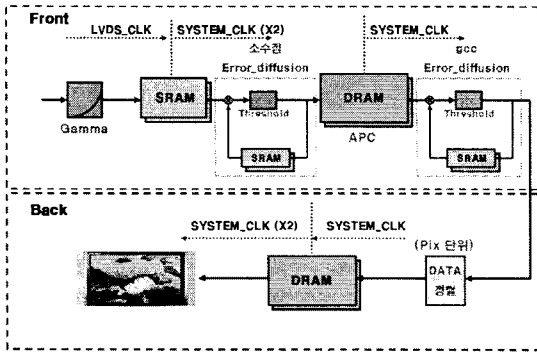 Front
LVDS_CLK
SYSTEM_CLK (X2)
소수점
SYSTEM_CLK
gcc
Error_diffusion
Error_diffusion
SRAM
Threshold
DRAM
Threshold
Gamma
SRAM
APC
SRAM
Back
SYSTEM_CLK (X2)
SYSTEM_CLK
(Pix 단위)
DRAM
DATA
정렬